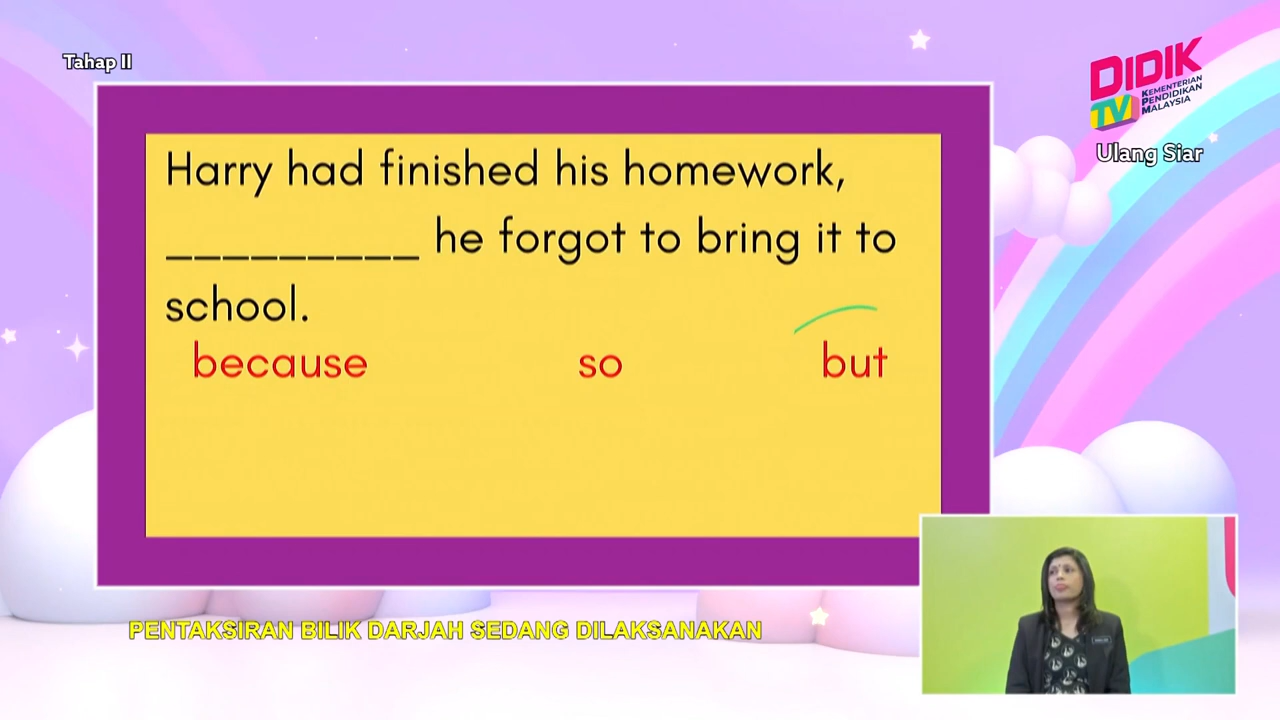 Tahap II
DIDIK
TV
KEMENTERIAN
PENDIDIKAN
MALAYSIA
Ulang Siar
Harry had finished his homework,
_________ he forgot to bring it to
school.
because so but
PENTAKSIRAN BILIK DARJAH SEDANG DILAKSANAKAN